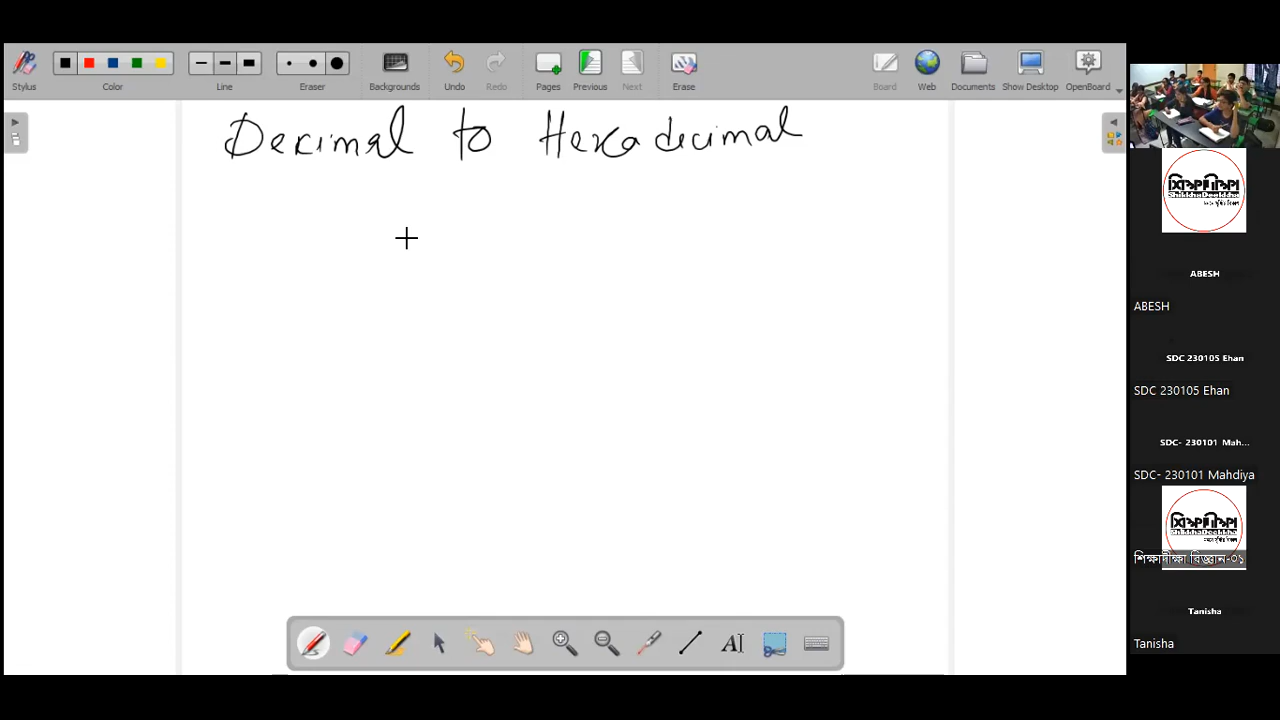 Stylus
Color
Line
Eraser
Backgrounds
Undo
Redo
Pages
Previous
Next
Erase
Board
Web
Documents
Show Desktop
OpenBoard
Decimal to Hexadecimal
AI
ABESH
ABESH
SDC 230105 Ehan
SDC 230105 Ehan
SDC- 230101 Mah...
SDC- 230101 Mahdiya
শিক্ষাদীক্ষা বিজ্ঞান-০১
Tanisha
Tanisha